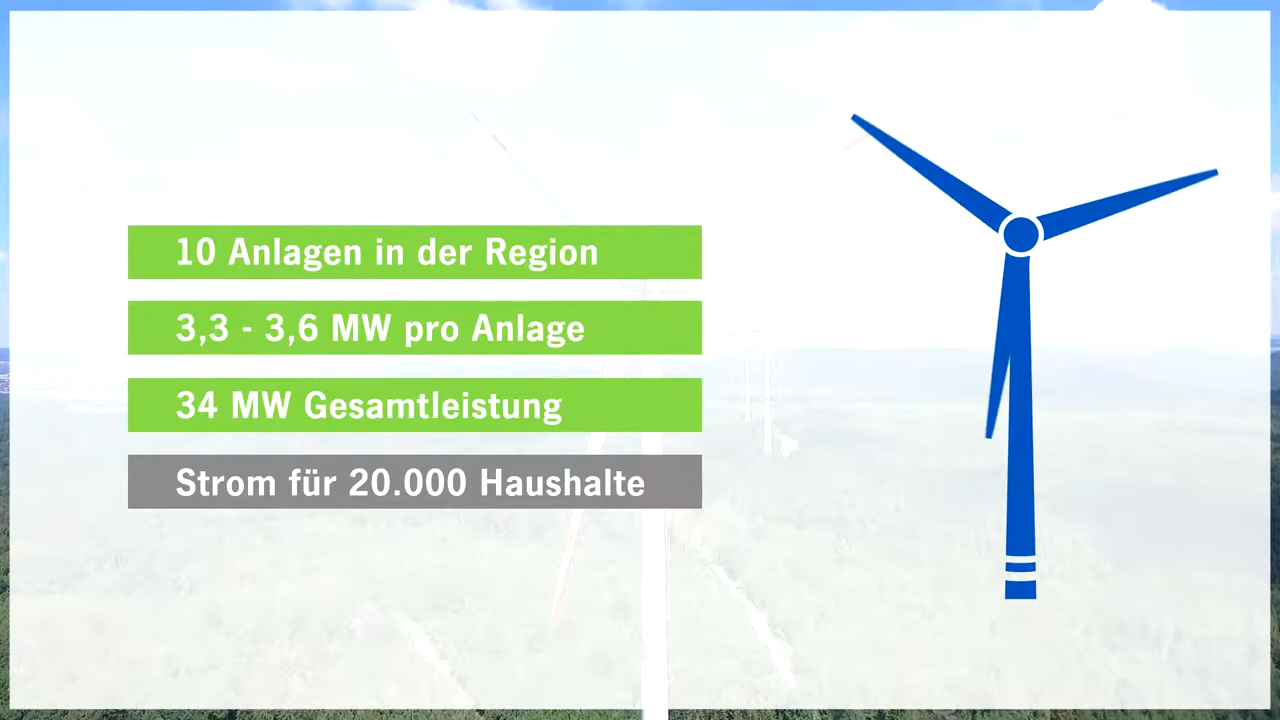 10 Anlagen in der Region
3,3 - 3,6 MW pro Anlage
34 MW Gesamtleistung
Strom für 20.000 Haushalte